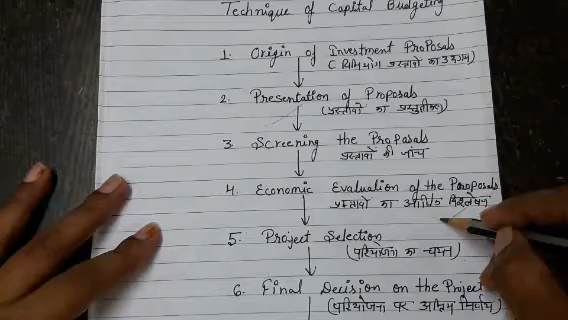 Technique of Capital Budgeting
1. Origin of Investment Proposals
( विनियोग प्रस्तावों का उद्गम)
2. Presentation of Proposals
(प्रस्तावों का प्रस्तुतीकरण)
3. Screening the Proposals
प्रस्तावों की जांच
4. Economic Evaluation of the Proposals
प्रस्तावों का आर्थिक विश्लेषण
5. Project Selection
(परियोजना का चयन)
6. Final Decision on the Project
(परियोजना पर अन्तिम निर्णय)